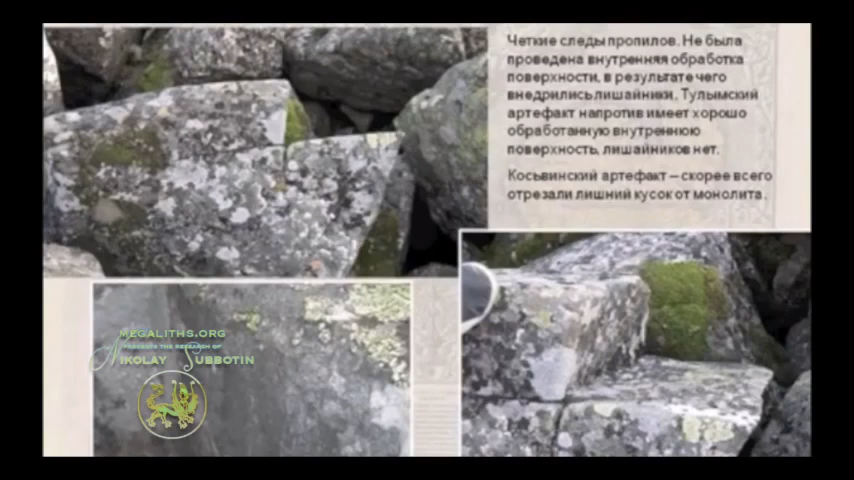 Четкие следы пропилов. Не была
проведена внутренняя обработка
поверхности, в результате чего
внедрились лишайники. Тулымский
артефакт напротив имеет хорошо
обработанную внутреннюю
поверхность, лишайников нет.
Косьвинский артефакт – скорее всего
отрезали лишний кусок от монолита.
MEGALITHS.ORG
PRESENTS THE RESEARCH OF
NIKOLAY SUBBOTIN